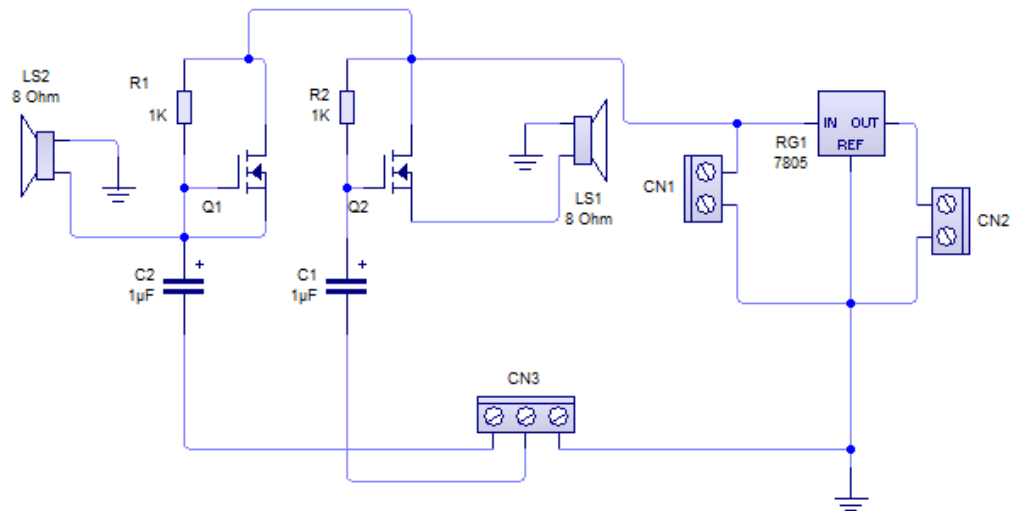 LS2
8 Ohm
R1
1K
R2
1K
Q1
Q2
LS1
8 Ohm
IN OUT
REF
RG1
7805
CN1
CN2
C2
1µF
+
C1
1µF
+
CN3